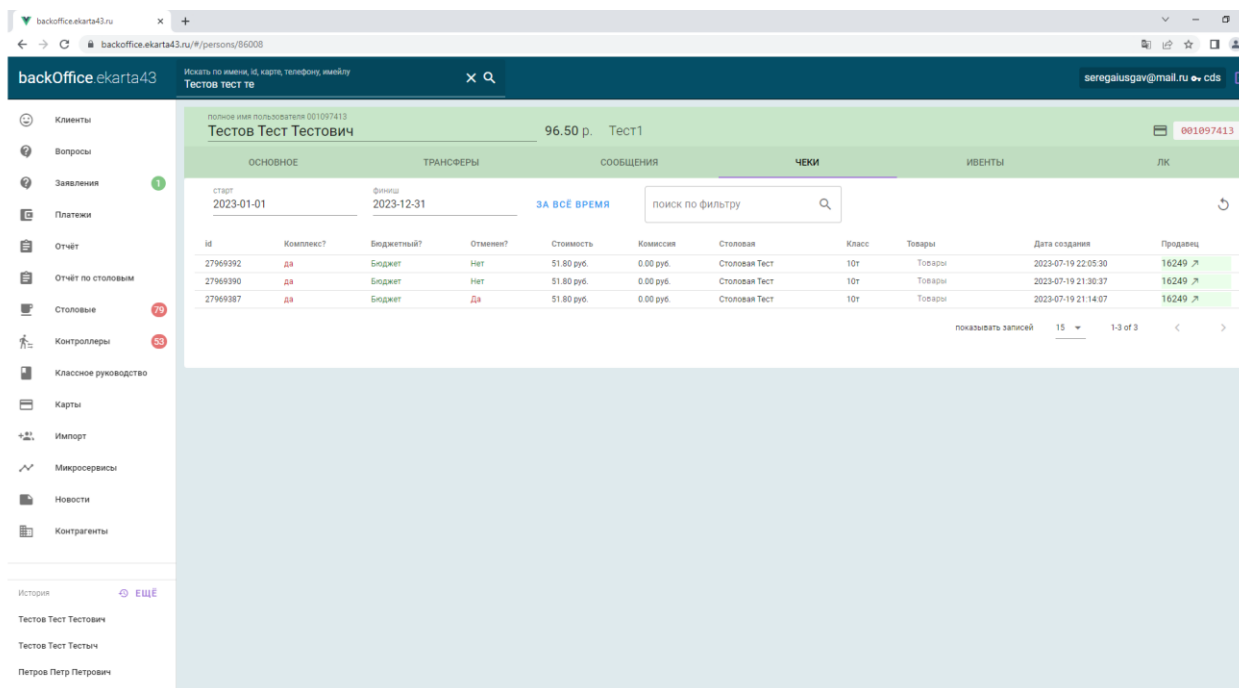 backoffice.ekarta43.ru
backoffice.ekarta43.ru/#/persons/86008
backOffice.ekarta43
Искать по имени, id, карте, телефону, имейлу
Тестов тест те
seregaiusgav@mail.ru cds
Клиенты
Вопросы
Заявления 1
Платежи
Отчёт
Отчёт по столовым
Столовые 79
Контроллеры 53
Классное руководство
Карты
Импорт
Микросервисы
Новости
Контрагенты
История ЕЩЁ
Тестов Тест Тестович
Тестов Тест Тестыч
Петров Петр Петрович
полное имя пользователя 001097413
Тестов Тест Тестович 96.50 р. Тест1 001097413
ОСНОВНОЕ ТРАНСФЕРЫ СООБЩЕНИЯ ЧЕКИ ИВЕНТЫ ЛК
старт финиш
2023-01-01 2023-12-31 ЗА ВСЁ ВРЕМЯ поиск по фильтру
id Комплекс? Бюджетный? Отменен? Стоимость Комиссия Столовая Класс Товары Дата создания Продавец
27969392 да Бюджет Нет 51.80 руб. 0.00 руб. Столовая Тест 10т Товары 2023-07-19 22:05:30 16249
27969390 да Бюджет Нет 51.80 руб. 0.00 руб. Столовая Тест 10т Товары 2023-07-19 21:30:37 16249
27969387 да Бюджет Да 51.80 руб. 0.00 руб. Столовая Тест 10т Товары 2023-07-19 21:14:07 16249
показывать записей 15 1-3 of 3